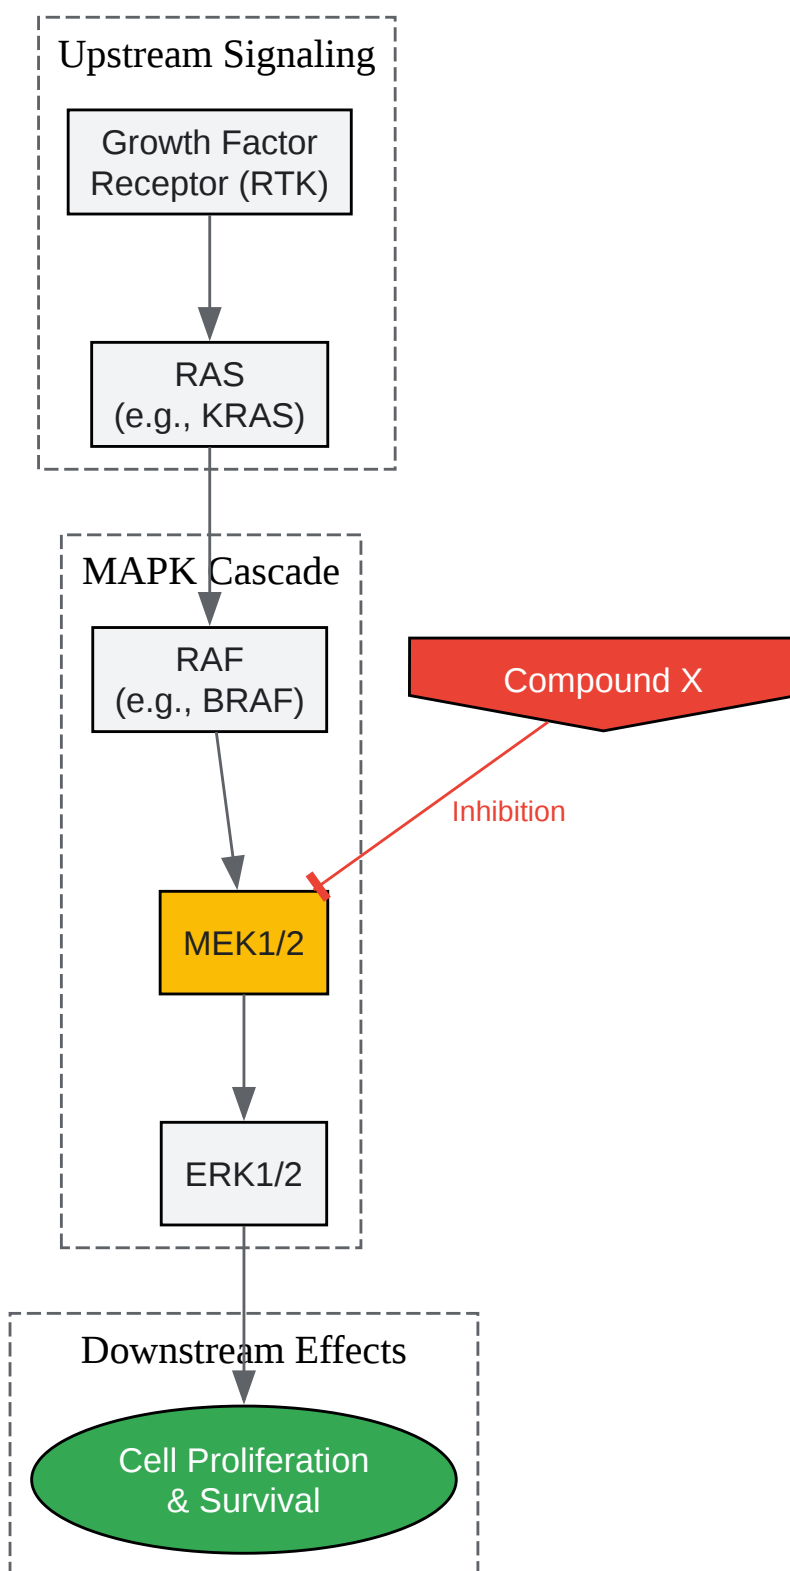 Upstream Signaling
Growth Factor
Receptor (RTK)
RAS
(e.g., KRAS)
MAPK Cascade
RAF
(e.g., BRAF)
Compound X
Inhibition
MEK1/2
ERK1/2
Downstream Effects
Cell Proliferation
& Survival